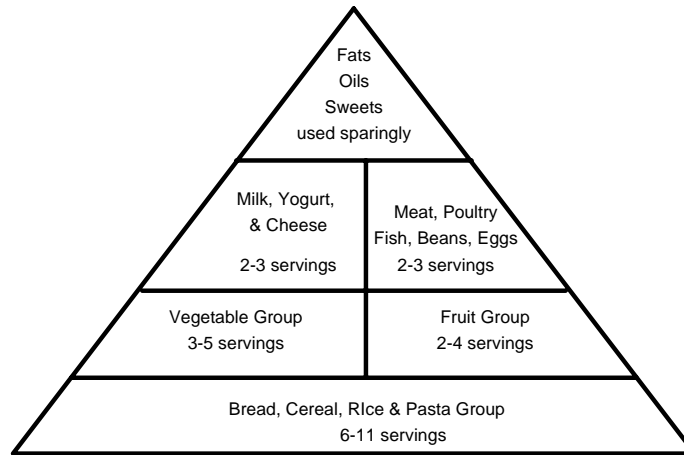 Fats
Oils
Sweets
used sparingly
Milk, Yogurt,
& Cheese
2-3 servings
Meat, Poultry
Fish, Beans, Eggs
2-3 servings
Vegetable Group
3-5 servings
Fruit Group
2-4 servings
Bread, Cereal, RIce & Pasta Group
6-11 servings